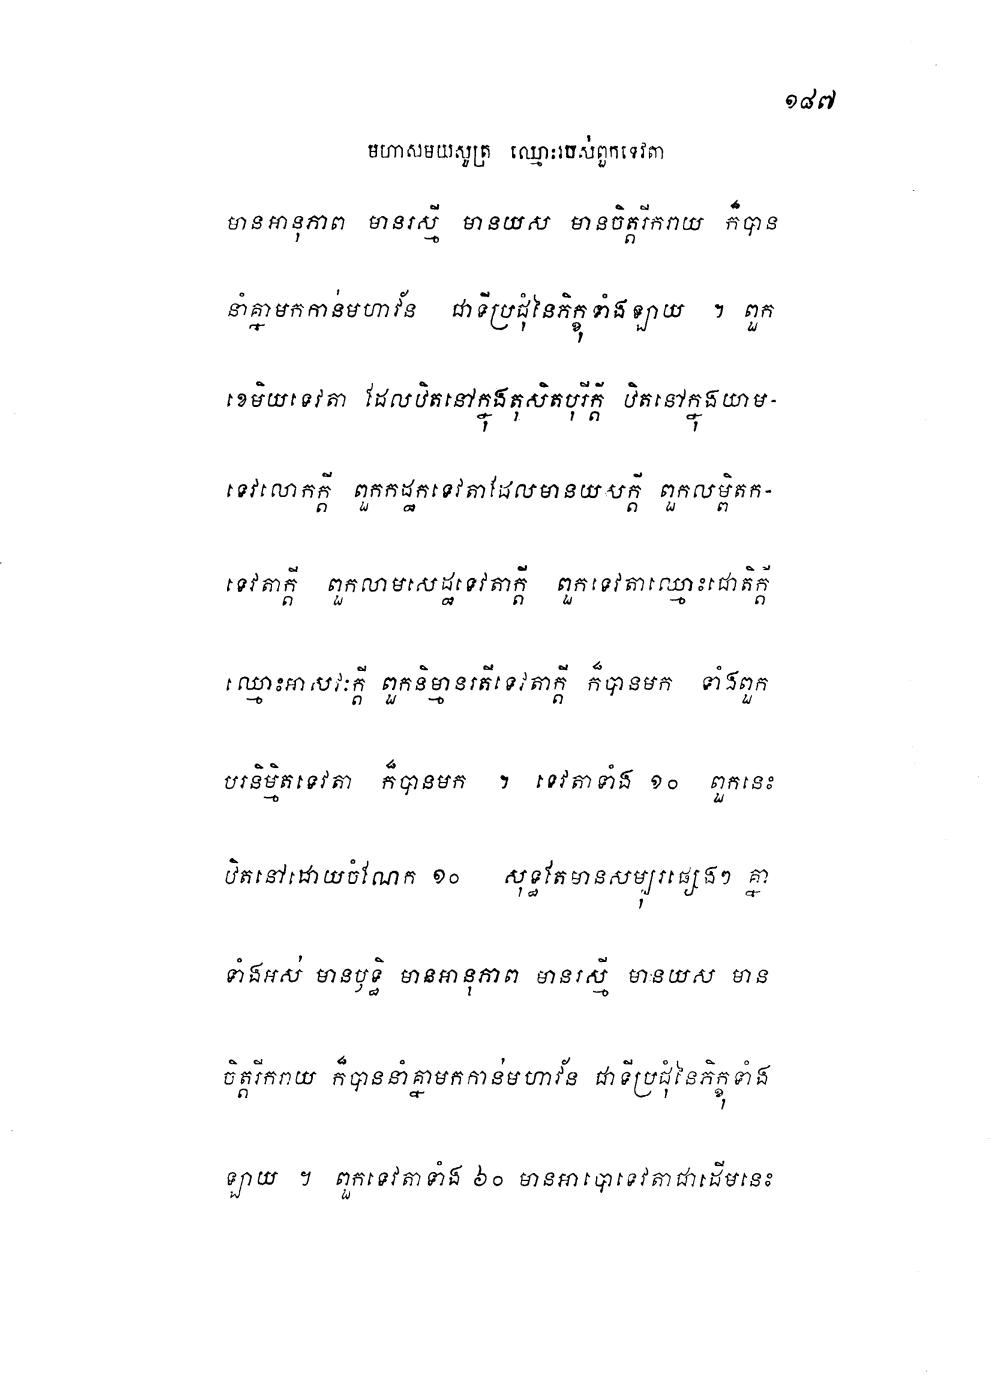 ១៨៧
មហាសមយសូត្រ ឈ្មោះរបស់ពួកទេវតា
មានអានុភាព មានរស្មី មានយស មានចិត្តរីករាយ ក៏បាន
នាំគ្នាមកកាន់មហាវ័ន ជាទីប្រជុំនៃភិក្ខុទាំងឡាយ ។ ពួក
ខេមិយទេវតា ដែលឋិតនៅក្នុងតុសិតបុរីក្តី ឋិតនៅក្នុងយាម-
ទេវលោកក្តី ពួកកដ្ឋកទេវតាដែលមានយសក្តី ពួកលម្ពិតក-
ទេវតាក្តី ពួកលាមសេដ្ឋទេវតាក្តី ពួកទេវតាឈ្មោះជោតិក្តី
ឈ្មោះអាសវៈក្តី ពួកនិម្មានរតីទេវតាក្តី ក៏បានមក ទាំងពួក
បរនិម្មិតទេវតា ក៏បានមក ។ ទេវតាទាំង ១០ ពួកនេះ
ឋិតនៅដោយចំណែក ១០ សុទ្ធតែមានសម្បុរផ្សេងៗ គ្នា
ទាំងអស់ មានឫទ្ធិ មានអានុភាព មានរស្មី មានយស មាន
ចិត្តរីករាយ ក៏បាននាំគ្នាមកកាន់មហាវ័ន ជាទីប្រជុំនៃភិក្ខុទាំង
ឡាយ ។ ពួកទេវតាទាំង ៦០ មានអាបោទេវតាជាដើមនេះ